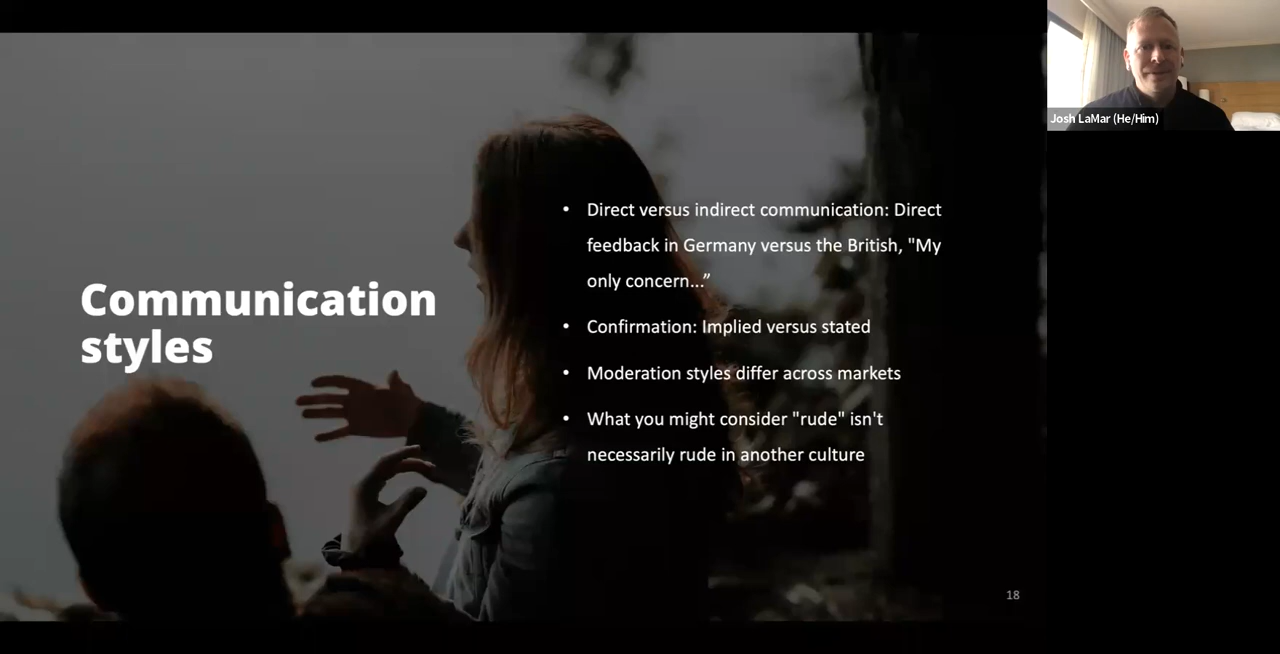 Communication
styles
• Direct versus indirect communication: Direct
feedback in Germany versus the British, "My
only concern...”
• Confirmation: Implied versus stated
• Moderation styles differ across markets
• What you might consider "rude" isn't
necessarily rude in another culture
18
Josh LaMar (He/Him)